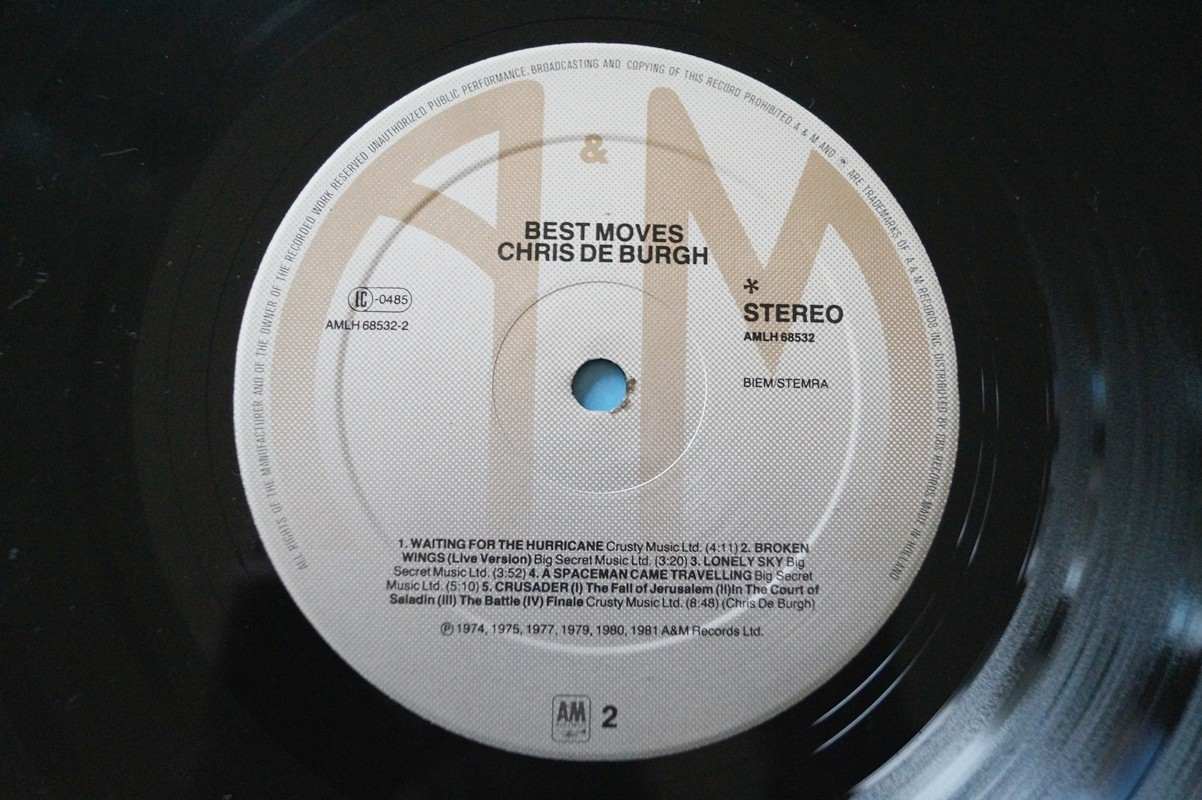 ALL RIGHTS OF THE MANUFACTURER AND OF THE OWNER OF THE RECORDED WORK RESERVED UNAUTHORIZED PUBLIC PERFORMANCE, BROADCASTING AND COPYING OF THIS RECORD PROHIBITED A & M AND ARE TRADEMARKS OF A & M RECORDS INC. DISTRIBUTED BY CBS RECORDS MADE IN HOLLAND
A & M
BEST MOVES
CHRIS DE BURGH
IC-0485
AMLH 68532-2
*
STEREO
AMLH 68532
BIEM/STEMRA
1. WAITING FOR THE HURRICANE Crusty Music Ltd. (4:11) 2. BROKEN
WINGS (Live Version) Big Secret Music Ltd. (3:20) 3. LONELY SKY Big
Secret Music Ltd. (3:52) 4. A SPACEMAN CAME TRAVELLING Big Secret
Music Ltd. (5:10) 5. CRUSADER (I) The Fall of Jerusalem (II)In The Court of
Saladin (III) The Battle (IV) Finale Crusty Music Ltd. (8:48) (Chris De Burgh)
Ⓟ 1974, 1975, 1977, 1979, 1980, 1981 A&M Records Ltd.
AM 2